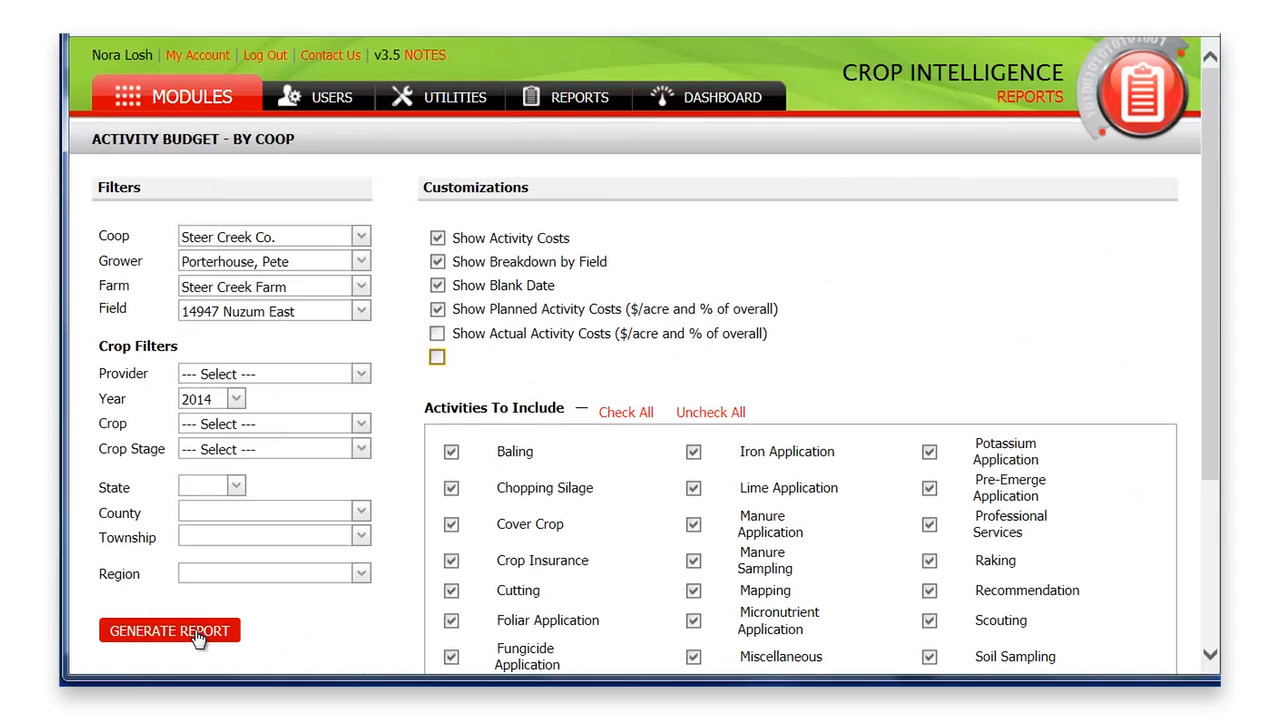 Nora Losh | My Account | Log Out | Contact Us | v3.5 NOTES
MODULES
USERS
UTILITIES
REPORTS
DASHBOARD
CROP INTELLIGENCE
REPORTS
ACTIVITY BUDGET - BY COOP
Filters
Coop Steer Creek Co.
Grower Porterhouse, Pete
Farm Steer Creek Farm
Field 14947 Nuzum East
Crop Filters
Provider --- Select ---
Year 2014
Crop --- Select ---
Crop Stage --- Select ---
State
County
Township
Region
GENERATE REPORT
Customizations
Show Activity Costs
Show Breakdown by Field
Show Blank Date
Show Planned Activity Costs ($/acre and % of overall)
Show Actual Activity Costs ($/acre and % of overall)
Activities To Include — Check All Uncheck All
Baling
Iron Application
Potassium
Application
Chopping Silage
Lime Application
Pre-Emerge
Application
Cover Crop
Manure
Application
Professional
Services
Crop Insurance
Manure
Sampling
Raking
Cutting
Mapping
Recommendation
Foliar Application
Micronutrient
Application
Scouting
Fungicide
Application
Miscellaneous
Soil Sampling